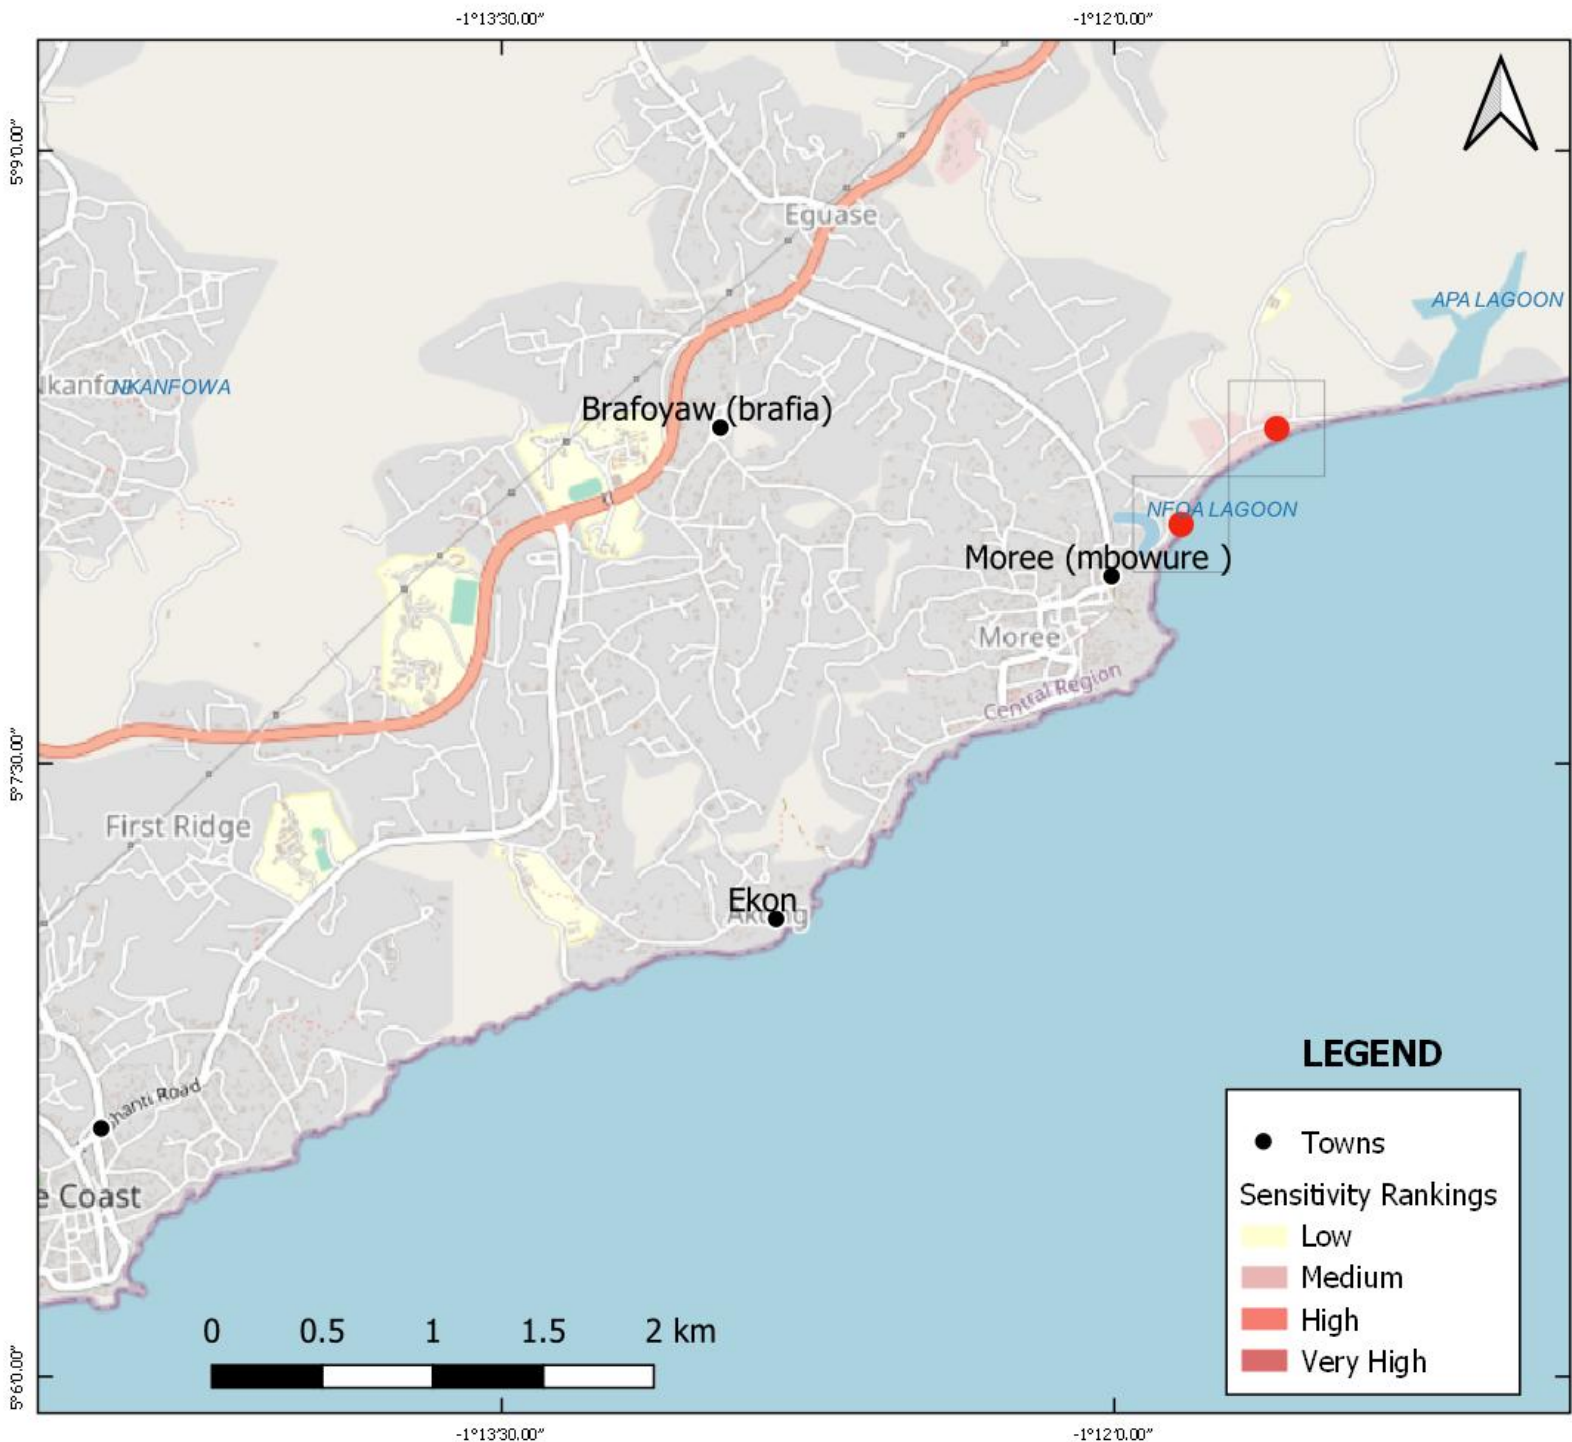 -1°13'30.00"
-1°12'0.00"
5°9'0.00"
Eguase
APA LAGOON
NKANFOWA
Brafoyaw (brafia)
NFOA LAGOON
Moree (mbowure )
Moree
Central Region
5°7'30.00"
First Ridge
Ekon
e Coast
LEGEND
Towns
Sensitivity Rankings
Low
Medium
High
Very High
0 0.5 1 1.5 2 km
5°6'0.00"
-1°13'30.00"
-1°12'0.00"